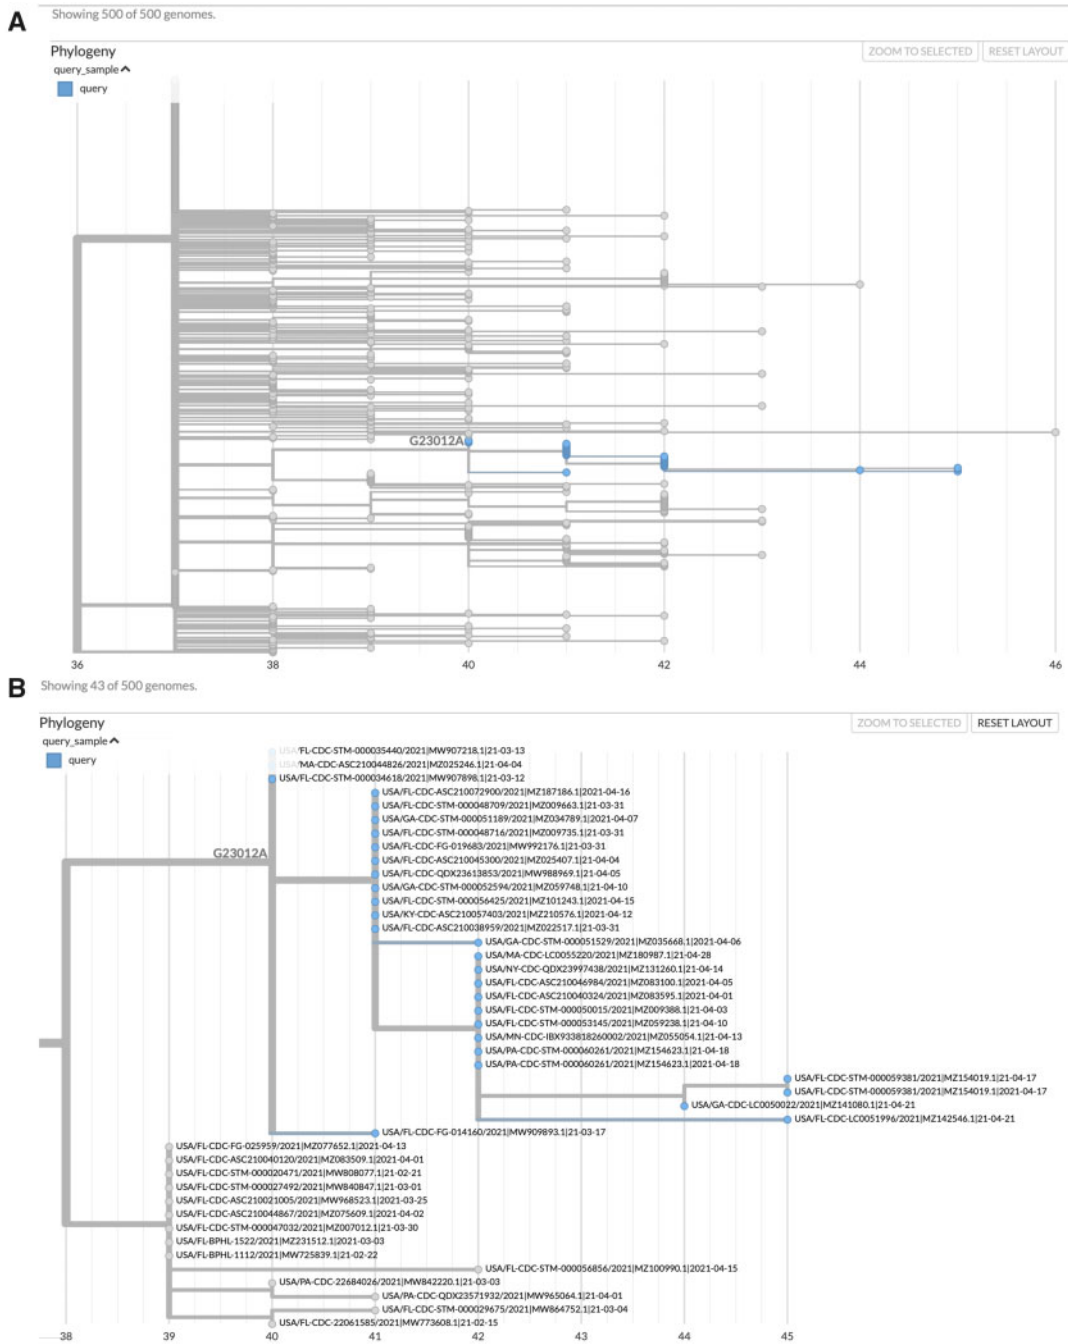 A
Showing 500 of 500 genomes.
Phylogeny
ZOOM TO SELECTED
RESET LAYOUT
query_sample
query
G23012A
36
38
40
42
44
46
B
Showing 43 of 500 genomes.
Phylogeny
ZOOM TO SELECTED
RESET LAYOUT
query_sample
query
USA/FL-CDC-STM-000035440/2021|MW907218.1|21-03-13
USA/MA-CDC-ASC210044826/2021|MZ025246.1|21-04-04
USA/FL-CDC-STM-000034618/2021|MW907898.1|21-03-12
USA/FL-CDC-ASC210072900/2021|MZ187186.1|2021-04-16
USA/FL-CDC-STM-000048709/2021|MZ009663.1|21-03-31
USA/GA-CDC-STM-000051189/2021|MZ034789.1|2021-04-07
USA/FL-CDC-STM-000048716/2021|MZ009735.1|21-03-31
G23012A
USA/FL-CDC-FG-019683/2021|MW992176.1|21-03-31
USA/FL-CDC-ASC210045300/2021|MZ025407.1|21-04-04
USA/FL-CDC-QDX23613853/2021|MW988969.1|21-04-05
USA/GA-CDC-STM-000052594/2021|MZ059748.1|21-04-10
USA/FL-CDC-STM-000056425/2021|MZ101243.1|21-04-15
USA/KY-CDC-ASC210057403/2021|MZ210576.1|2021-04-12
USA/FL-CDC-ASC210038959/2021|MZ022517.1|21-03-31
USA/GA-CDC-STM-000051529/2021|MZ035668.1|2021-04-06
USA/MA-CDC-LC0055220/2021|MZ180987.1|21-04-28
USA/NY-CDC-QDX23997438/2021|MZ131260.1|21-04-14
USA/FL-CDC-ASC210046984/2021|MZ083100.1|2021-04-05
USA/FL-CDC-ASC210040324/2021|MZ083595.1|2021-04-01
USA/FL-CDC-STM-000050015/2021|MZ009388.1|21-04-03
USA/FL-CDC-STM-000053145/2021|MZ059238.1|21-04-10
USA/MN-CDC-IBX933818260002/2021|MZ055054.1|21-04-13
USA/PA-CDC-STM-000060261/2021|MZ154623.1|21-04-18
USA/PA-CDC-STM-000060261/2021|MZ154623.1|21-04-18
USA/FL-CDC-STM-000059381/2021|MZ154019.1|21-04-17
USA/FL-CDC-STM-000059381/2021|MZ154019.1|21-04-17
USA/GA-CDC-LC0050022/2021|MZ141080.1|21-04-21
USA/FL-CDC-LC0051996/2021|MZ142546.1|21-04-21
USA/FL-CDC-FG-014160/2021|MW909893.1|21-03-17
USA/FL-CDC-FG-025959/2021|MZ077652.1|2021-04-13
USA/FL-CDC-ASC210040120/2021|MZ083509.1|2021-04-01
USA/FL-CDC-STM-000020471/2021|MW808077.1|21-02-21
USA/FL-CDC-STM-000027492/2021|MW840847.1|21-03-01
USA/FL-CDC-ASC210021005/2021|MW968523.1|2021-03-25
USA/FL-CDC-ASC210044867/2021|MZ075609.1|2021-04-02
USA/FL-CDC-STM-000047032/2021|MZ007012.1|21-03-30
USA/FL-BPHL-1522/2021|MZ231512.1|2021-03-03
USA/FL-BPHL-1112/2021|MW725839.1|21-02-22
USA/FL-CDC-STM-000056856/2021|MZ100990.1|21-04-15
USA/PA-CDC-22684026/2021|MW842220.1|21-03-03
USA/PA-CDC-QDX23571932/2021|MW965064.1|21-04-01
USA/FL-CDC-STM-000029675/2021|MW864752.1|21-03-04
USA/FL-CDC-22061585/2021|MW773608.1|21-02-15
38
39
40
41
42
43
44
45